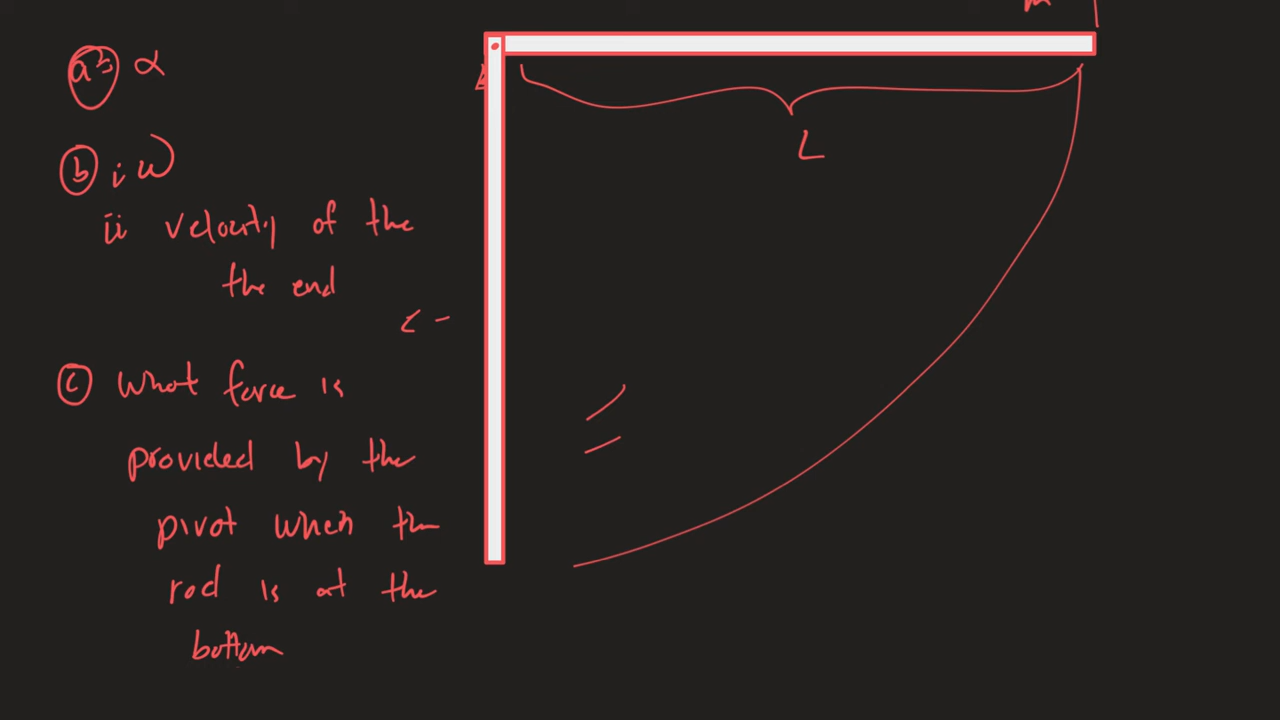 m
a α
L
b i ω
ii velocity of the
the end
c What force is
provided by the
pivot when the
rod is at the
bottom